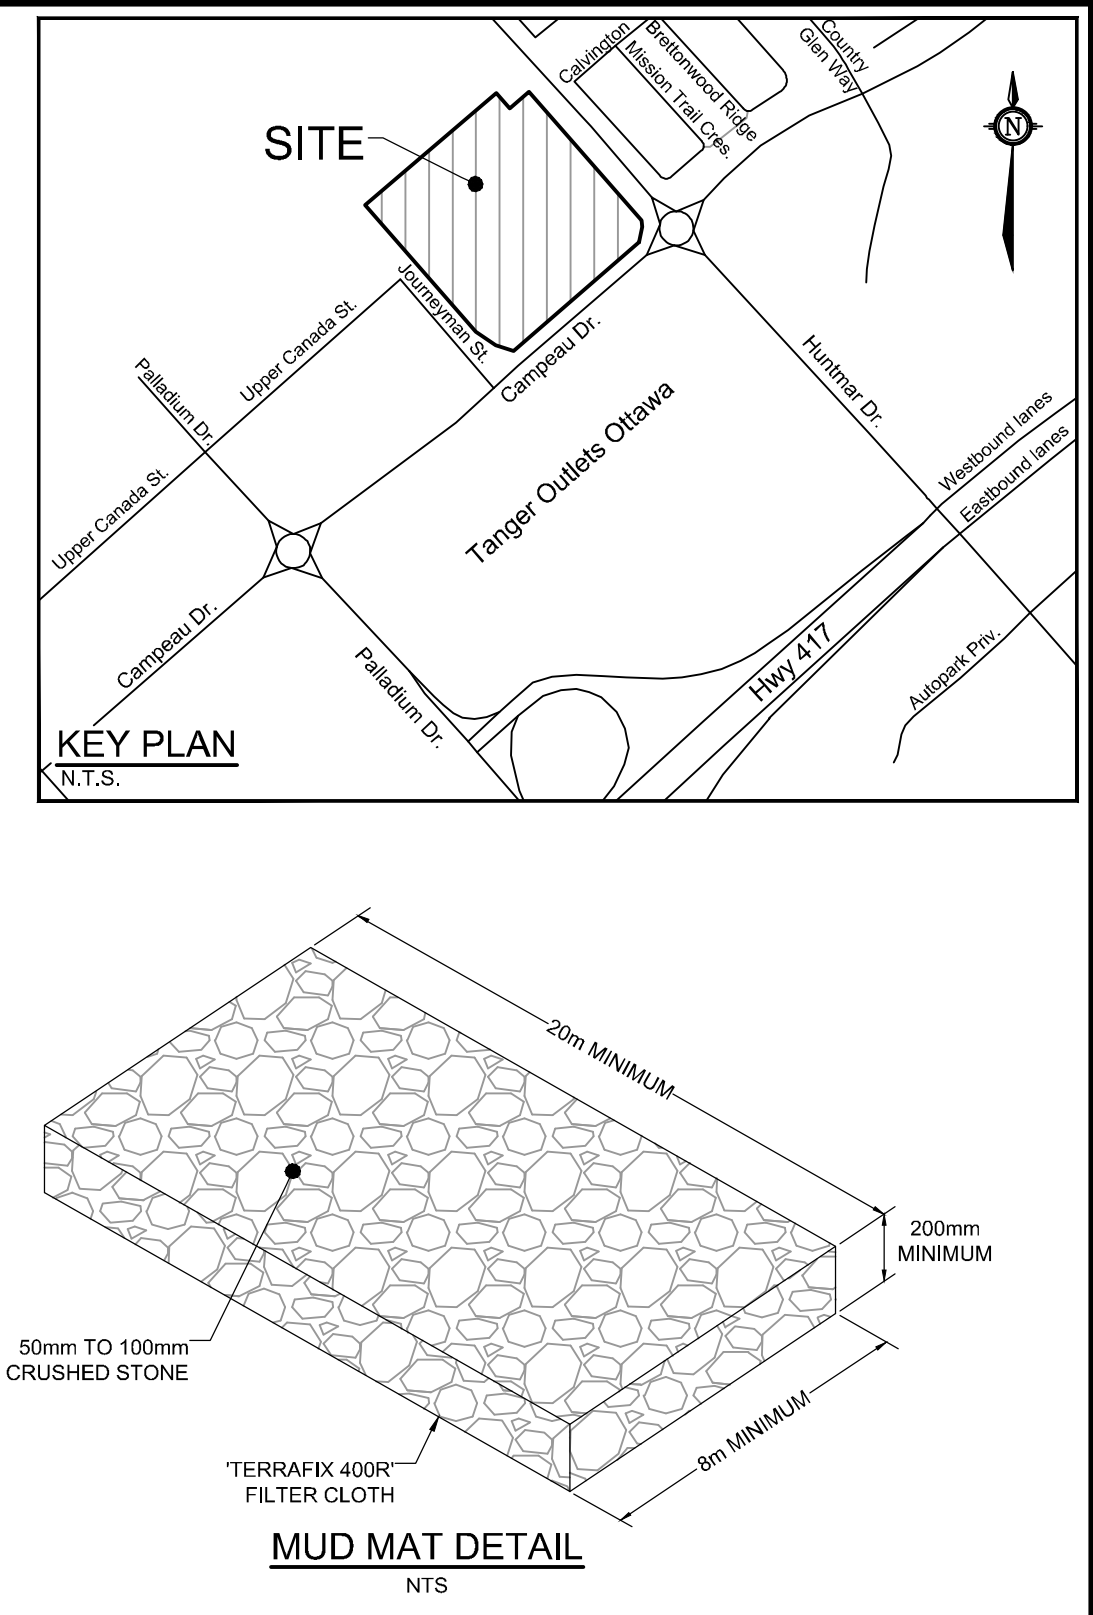 Calvington
Brettonwood Ridge
Mission Trail Cres.
Country
Glen Way
SITE
N
Journeyman St.
Upper Canada St.
Campeau Dr.
Huntmar Dr.
Palladium Dr.
Tanger Outlets Ottawa
Westbound lanes
Eastbound lanes
Upper Canada St.
Campeau Dr.
Palladium Dr.
Hwy 417
Autopark Priv.
KEY PLAN
N.T.S.
20m MINIMUM
200mm
MINIMUM
50mm TO 100mm
CRUSHED STONE
8m MINIMUM
'TERRAFIX 400R'
FILTER CLOTH
MUD MAT DETAIL
NTS